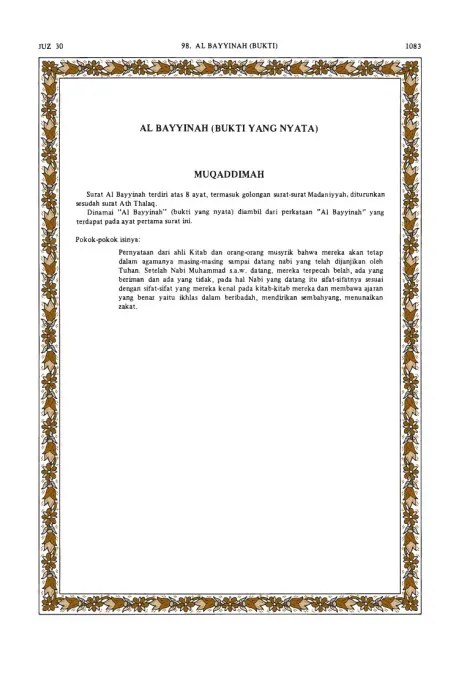 JUZ 30
98. AL BAYYINAH (BUKTI)
1083
AL BAYYINAH (BUKTI YANG NYATA)
MUQADDIMAH
Surat Al Bayyinah terdiri atas 8 ayat, termasuk golongan surat-surat Madaniyyah, diturunkan
sesudah surat Ath Thalaq.
Dinamai "Al Bayyinah" (bukti yang nyata) diambil dari perkataan "Al Bayyinah" yang
terdapat pada ayat pertama surat ini.
Pokok-pokok isinya:
Pernyataan dari ahli Kitab dan orang-orang musyrik bahwa mereka akan tetap
dalam agamanya masing-masing sampai datang nabi yang telah dijanjikan oleh
Tuhan. Setelah Nabi Muhammad s.a.w. datang, mereka terpecah belah, ada yang
beriman dan ada yang tidak, pada hal Nabi yang datang itu sifat-sifatnya sesuai
dengan sifat-sifat yang mereka kenal pada kitab-kitab mereka dan membawa ajaran
yang benar yaitu ikhlas dalam beribadah, mendirikan sembahyang, menunaikan
zakat.